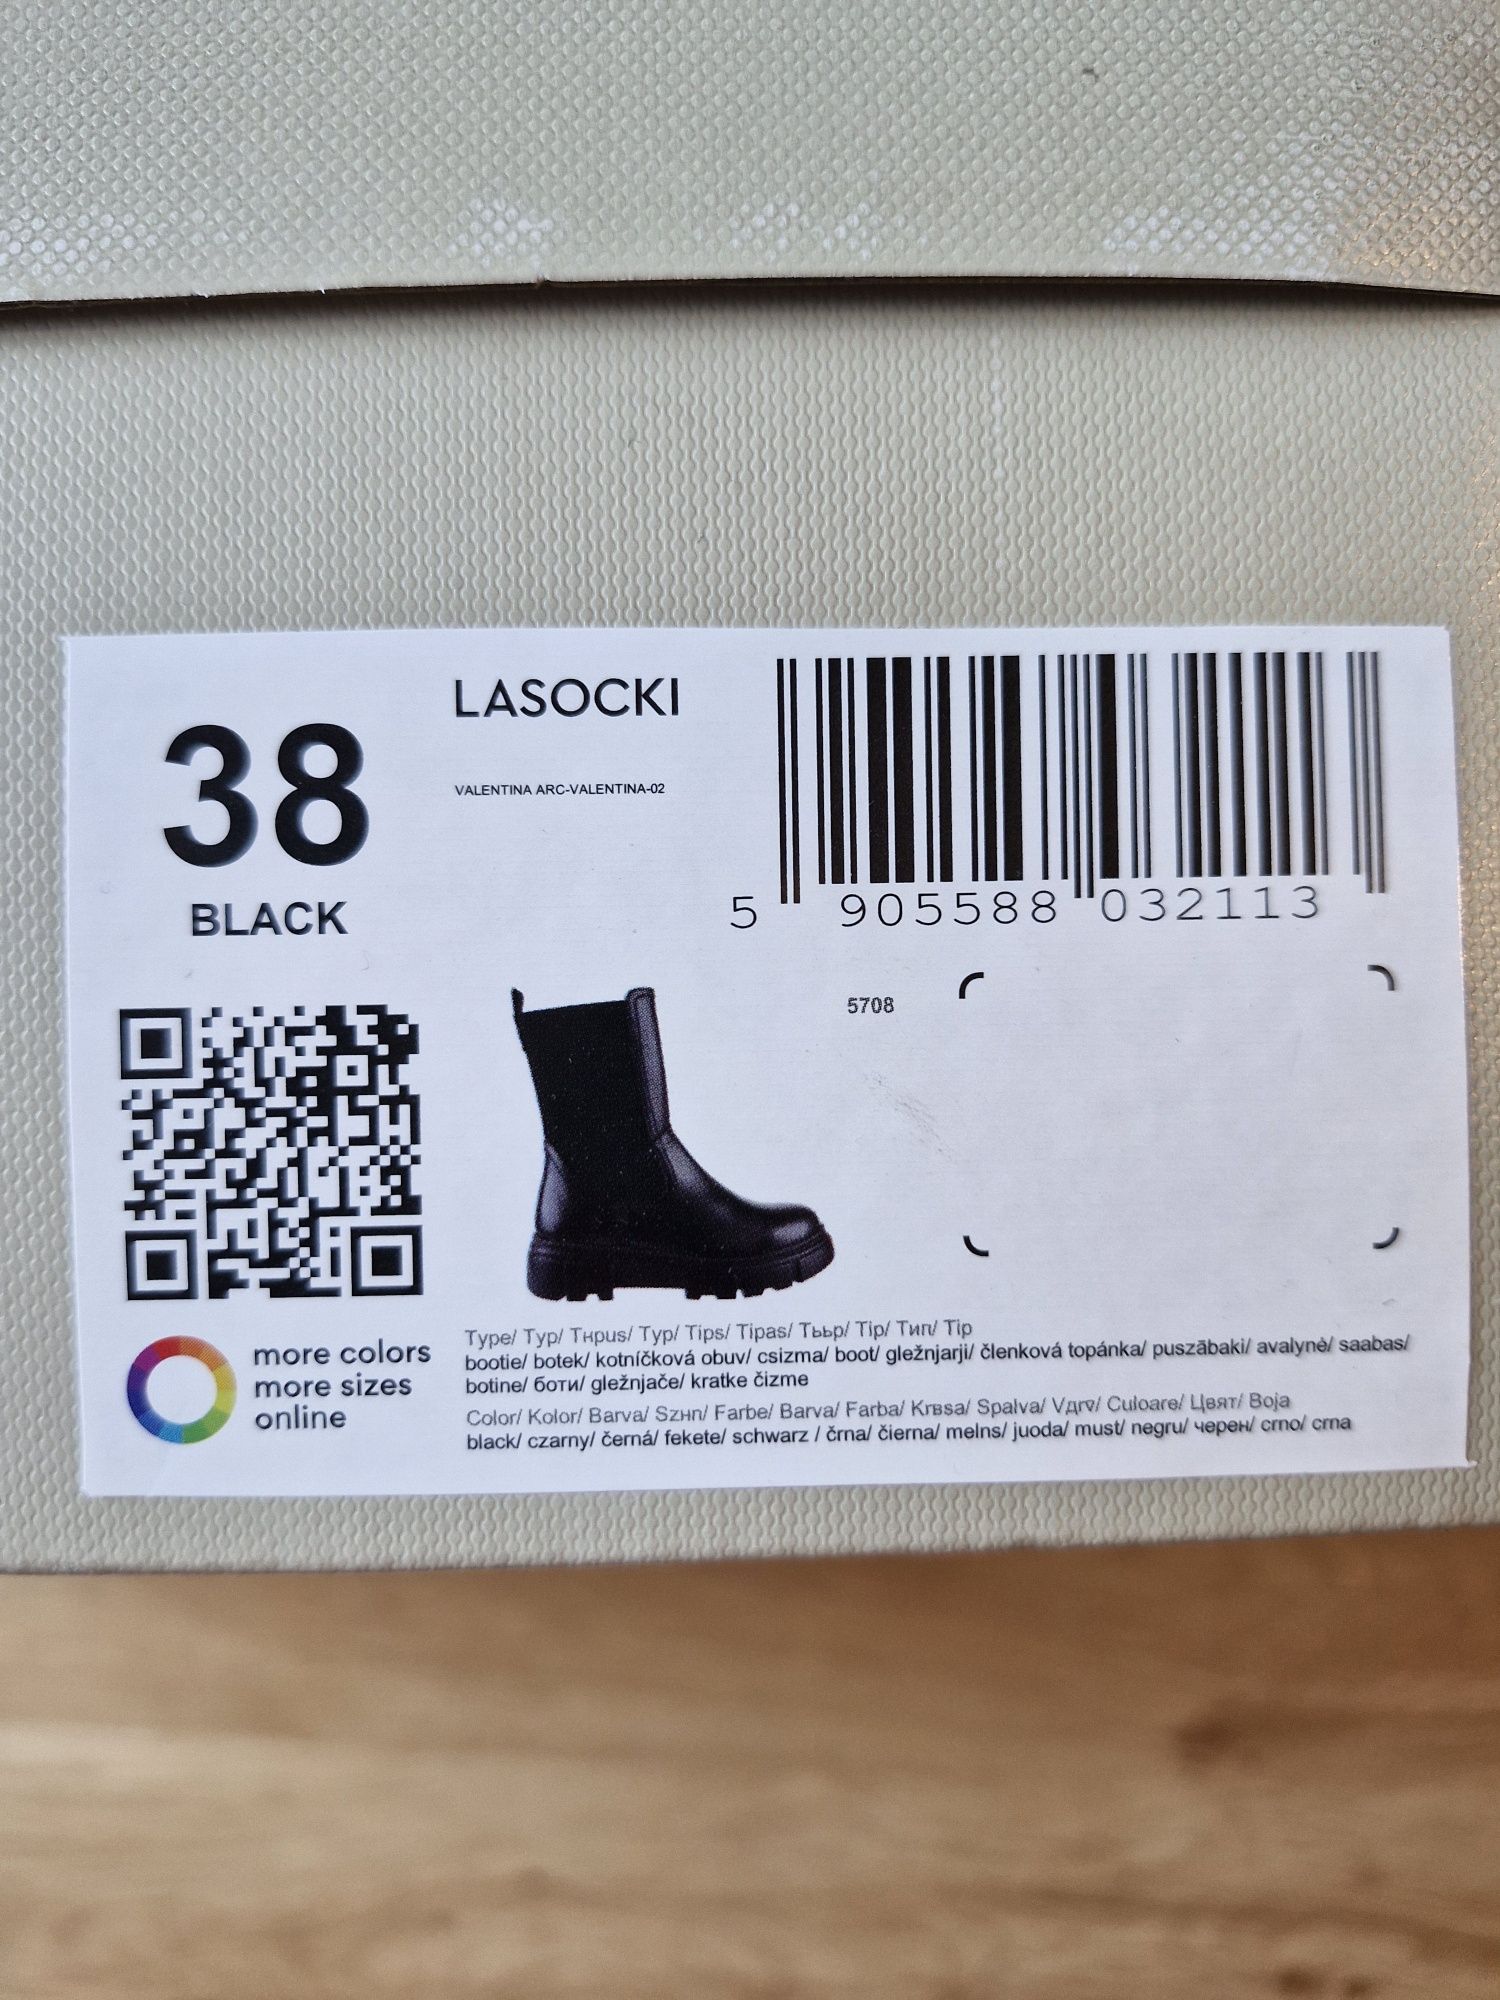 LASOCKI
38
VALENTINA ARC-VALENTINA-02
BLACK
5 905588 032113
5708
more colors
more sizes
online
Type/ Typ/ Тнрus/ Typ/ Tips/ Tipas/ Тььр/ Tip/ Тип/ Tip
bootie/ botek/ kotníčková obuv/ csizma/ boot/ gležnjarji/ členková topánka/ puszābaki/ avalynė/ saabas/
botine/ боти/ gležnjače/ kratke čizme
Color/ Kolor/ Barva/ Szнn/ Farbe/ Barva/ Farba/ Krвsa/ Spalva/ Vдrv/ Culoare/ Цвят/ Boja
black/ czarny/ černá/ fekete/ schwarz / črna/ čierna/ melns/ juoda/ must/ negru/ черен/ crno/ crna